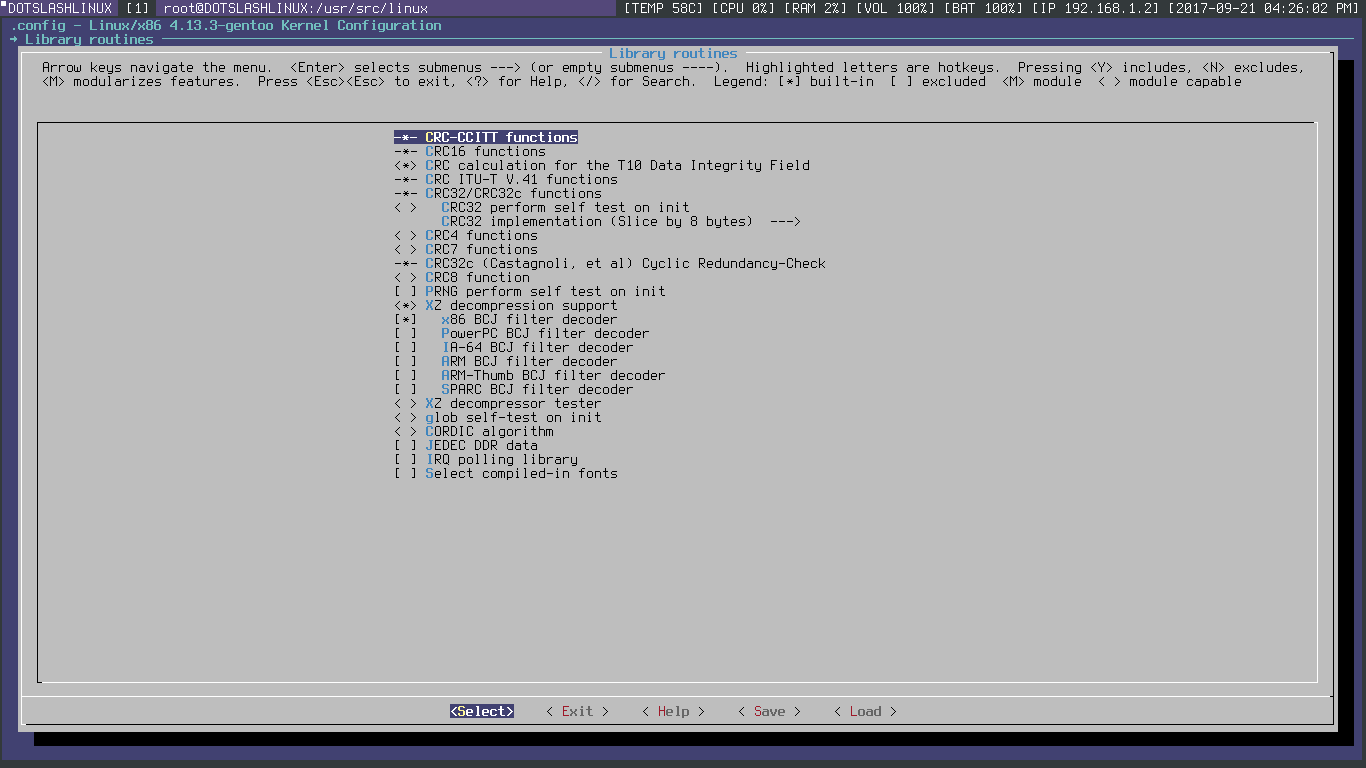 DOTSLASHLINUX [1] root@DOTSLASHLINUX:/usr/src/linux [TEMP 58C] [CPU 0%] [RAM 2%] [VOL 100%] [BAT 100%] [IP 192.168.1.2] [2017-09-21 04:26:02 PM]
.config - Linux/x86 4.13.3-gentoo Kernel Configuration
→ Library routines
Library routines
Arrow keys navigate the menu.  <Enter> selects submenus ---> (or empty submenus ----).  Highlighted letters are hotkeys.  Pressing <Y> includes, <N> excludes,
<M> modularizes features.  Press <Esc><Esc> to exit, <?> for Help, </> for Search.  Legend: [*] built-in  [ ] excluded  <M> module  < > module capable
-*- CRC-CCITT functions
-*- CRC16 functions
<*> CRC calculation for the T10 Data Integrity Field
-*- CRC ITU-T V.41 functions
-*- CRC32/CRC32c functions
< >   CRC32 perform self test on init
CRC32 implementation (Slice by 8 bytes)  --->
< > CRC4 functions
< > CRC7 functions
-*- CRC32c (Castagnoli, et al) Cyclic Redundancy-Check
< > CRC8 function
[ ] PRNG perform self test on init
<*> XZ decompression support
[*]   x86 BCJ filter decoder
[ ]   PowerPC BCJ filter decoder
[ ]   IA-64 BCJ filter decoder
[ ]   ARM BCJ filter decoder
[ ]   ARM-Thumb BCJ filter decoder
[ ]   SPARC BCJ filter decoder
< > XZ decompressor tester
< > glob self-test on init
< > CORDIC algorithm
[ ] JEDEC DDR data
[ ] IRQ polling library
[ ] Select compiled-in fonts
<Select>    < Exit >    < Help >    < Save >    < Load >